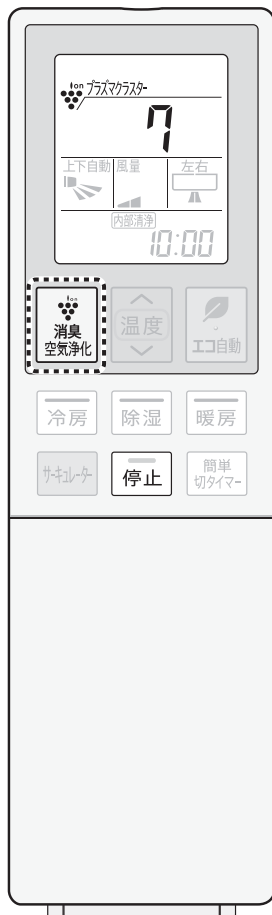 ion プラズマクラスター
7
上下自動 風量 左右
内部清浄
10:00
ion
消臭
空気浄化
温度
エコ自動
冷房 除湿 暖房
サーキュレーター 停止 簡単
切タイマー